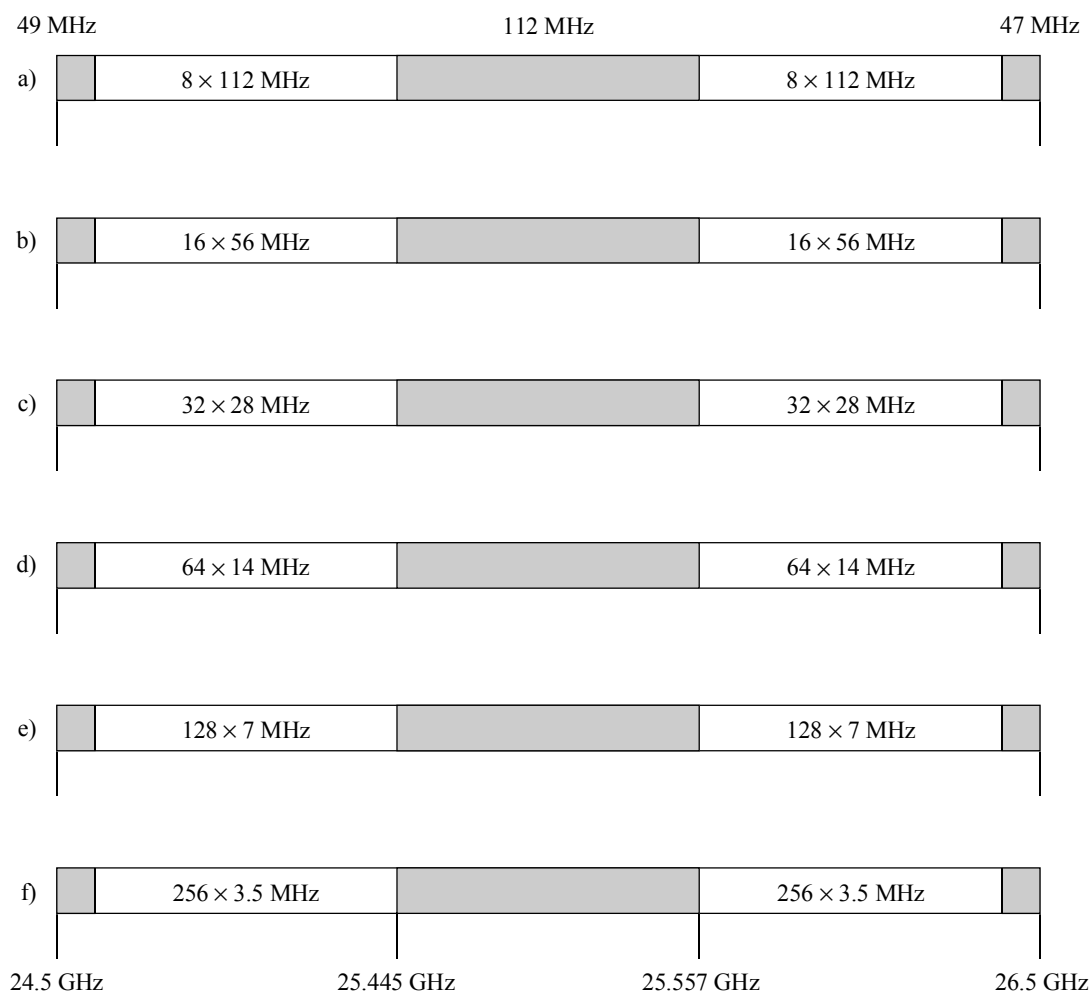 49 MHz 112 MHz 47 MHz
a) 8 × 112 MHz 8 × 112 MHz
b) 16 × 56 MHz 16 × 56 MHz
c) 32 × 28 MHz 32 × 28 MHz
d) 64 × 14 MHz 64 × 14 MHz
e) 128 × 7 MHz 128 × 7 MHz
f) 256 × 3.5 MHz 256 × 3.5 MHz
24.5 GHz 25.445 GHz 25.557 GHz 26.5 GHz